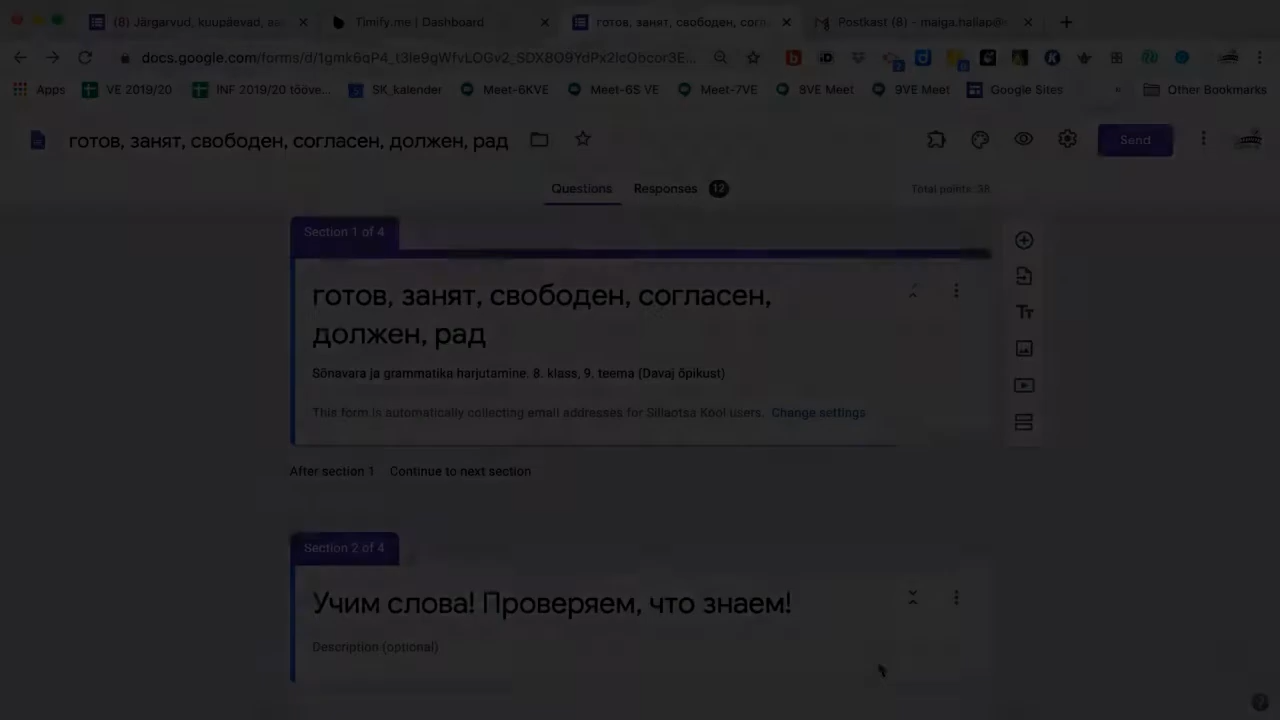 (8) Järgarvud, kuupäevad, aa
Timify.me | Dashboard
готов, занят, свободен, согл
Postkast (8) - maiga.hallap@
docs.google.com/forms/d/
Apps
VE 2019/20
INF 2019/20 tööve...
SK_kalender
Meet-6KVE
Meet-6S VE
Meet-7VE
8VE Meet
9VE Meet
Google Sites
»
Other Bookmarks
готов, занят, свободен, согласен, должен, рад
Send
Questions
Responses 12
Total points: 38
Section 1 of 4
готов, занят, свободен, согласен,
должен, рад
Sõnavara ja grammatika harjutamine. 8. klass, 9. teema (Davaj õpikust)
This form is automatically collecting email addresses for Sillaotsa Kool users. Change settings
After section 1 Continue to next section
Section 2 of 4
Учим слова! Проверяем, что знаем!
Description (optional)